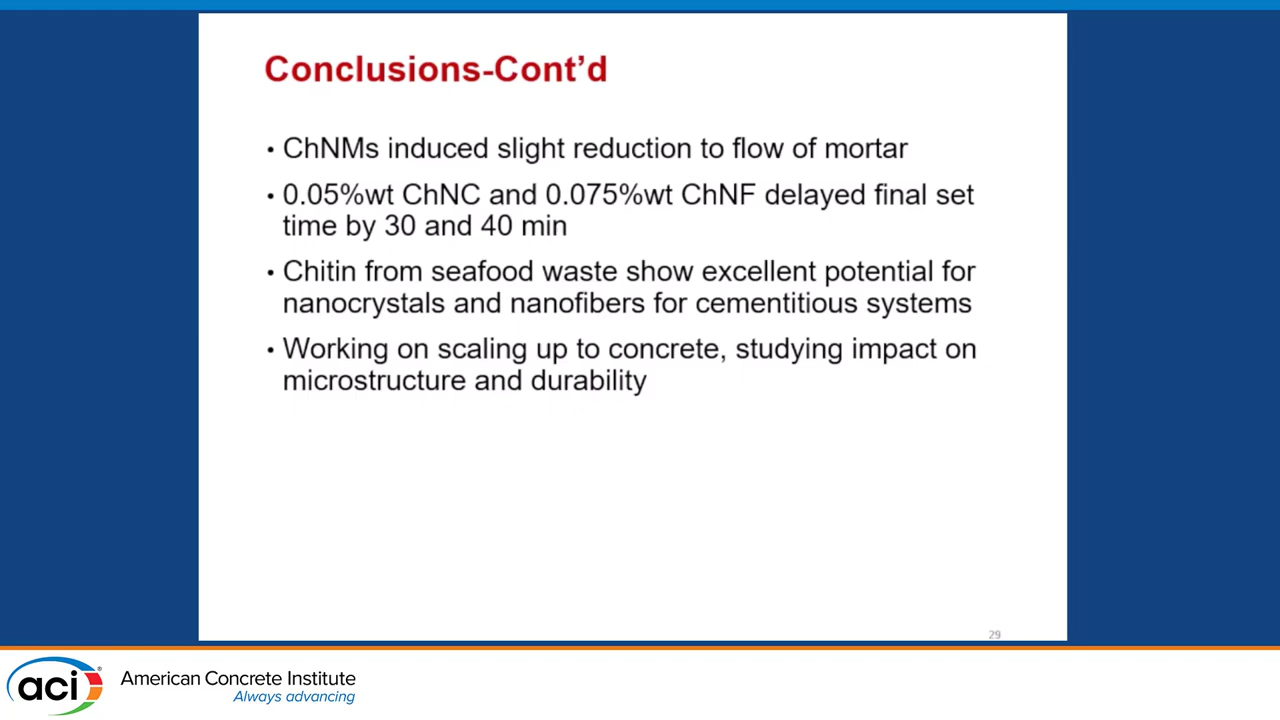 Conclusions-Cont’d
• ChNMs induced slight reduction to flow of mortar
• 0.05%wt ChNC and 0.075%wt ChNF delayed final set
time by 30 and 40 min
• Chitin from seafood waste show excellent potential for
nanocrystals and nanofibers for cementitious systems
• Working on scaling up to concrete, studying impact on
microstructure and durability
29
aci®
American Concrete Institute
Always advancing